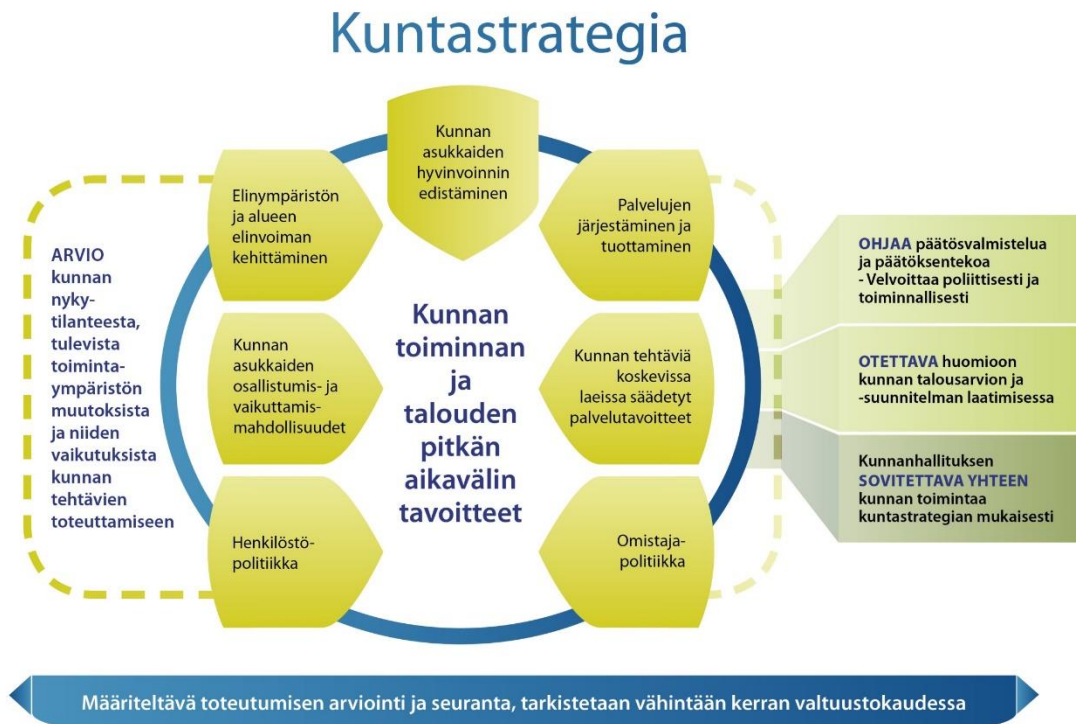 Kuntastrategia
Kunnan
asukkaiden
hyvinvoinnin
edistäminen
Elinympäristön
ja alueen
elinvoiman
kehittäminen
Palvelujen
järjestäminen ja
tuottaminen
ARVIO
kunnan
nyky-
tilanteesta,
tulevista
toiminta-
ympäristön
muutoksista
ja niiden
vaikutuksista
kunnan
tehtävien
toteuttamiseen
Kunnan
asukkaiden
osallistumis- ja
vaikuttamis-
mahdollisuudet
Kunnan
toiminnan
ja
talouden
pitkän
aikavälin
tavoitteet
Kunnan tehtäviä
koskevissa
laeissa säädetyt
palvelutavoitteet
Henkilöstö-
politiikka
Omistaja-
politiikka
OHJAA päätösvalmistelua
ja päätöksentekoa
- Velvoittaa poliittisesti ja
toiminnallisesti
OTETTAVA huomioon
kunnan talousarvion ja
-suunnitelman laatimisessa
Kunnanhallituksen
SOVITETTAVA YHTEEN
kunnan toimintaa
kuntastrategian mukaisesti
Määriteltävä toteutumisen arviointi ja seuranta, tarkistetaan vähintään kerran valtuustokaudessa